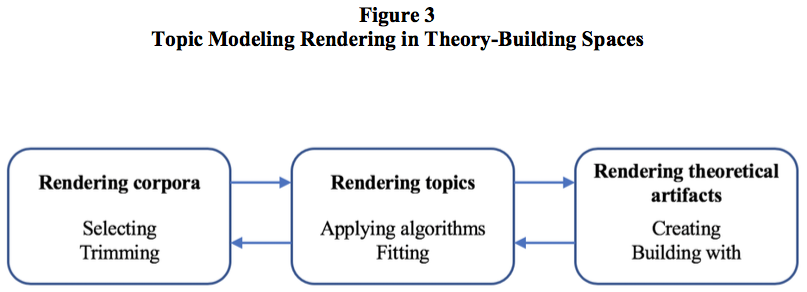 Figure 3
Topic Modeling Rendering in Theory-Building Spaces
Rendering corpora
Selecting
Trimming
Rendering topics
Applying algorithms
Fitting
Rendering theoretical
artifacts
Creating
Building with